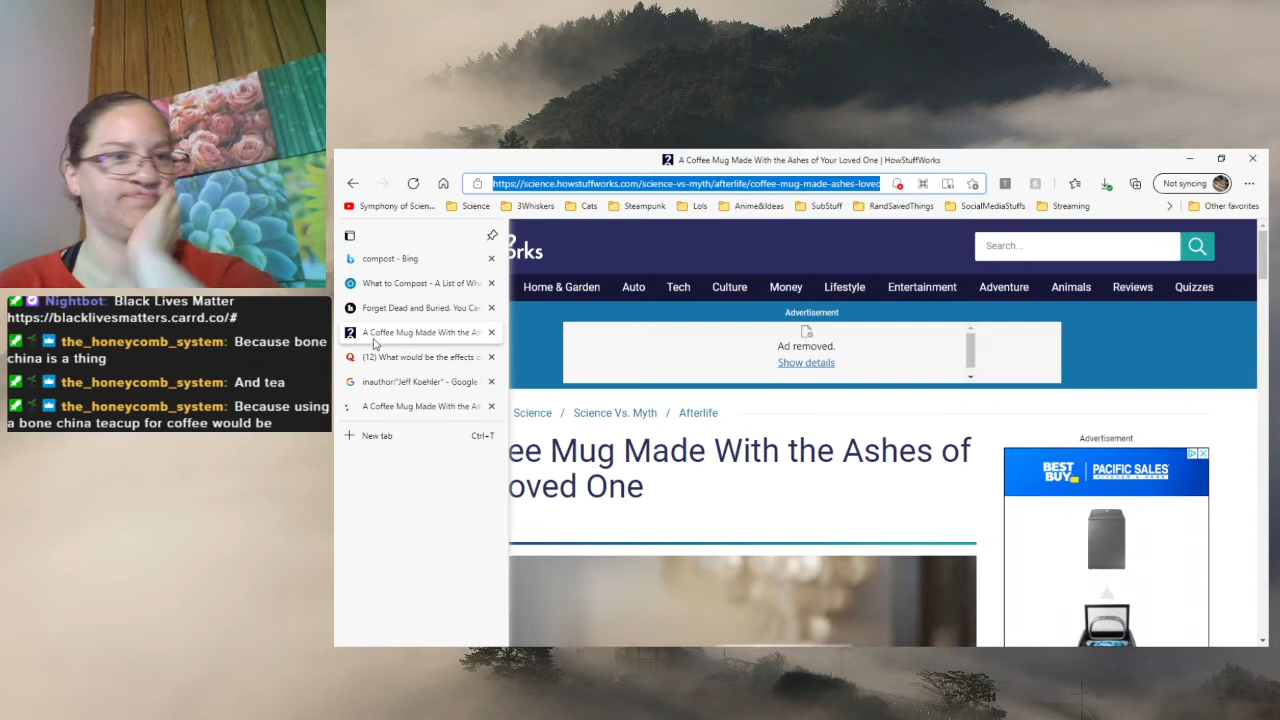 Nightbot: Black Lives Matter
https://blacklivesmatters.carrd.co/#
the_honeycomb_system: Because bone
china is a thing
the_honeycomb_system: And tea
the_honeycomb_system: Because using
a bone china teacup for coffee would be
A Coffee Mug Made With the Ashes of Your Loved One | HowStuffWorks
https://science.howstuffworks.com/science-vs-myth/afterlife/coffee-mug-made-ashes-loved
Not syncing
Symphony of Scien...
Science
3Whiskers
Cats
Steampunk
Lols
Anime&Ideas
SubStuff
RandSavedThings
SocialMediaStuffs
Streaming
Other favorites
compost - Bing
What to Compost - A List of Wha
Forget Dead and Buried. You Can
A Coffee Mug Made With the As
(12) What would be the effects o
inauthor:"Jeff Koehler" - Google
A Coffee Mug Made With the As
New tab Ctrl+T
orks
Search...
Home & Garden Auto Tech Culture Money Lifestyle Entertainment Adventure Animals Reviews Quizzes
Advertisement
Ad removed.
Show details
Science / Science Vs. Myth / Afterlife
ee Mug Made With the Ashes of
oved One
Advertisement
BEST BUY PACIFIC SALES